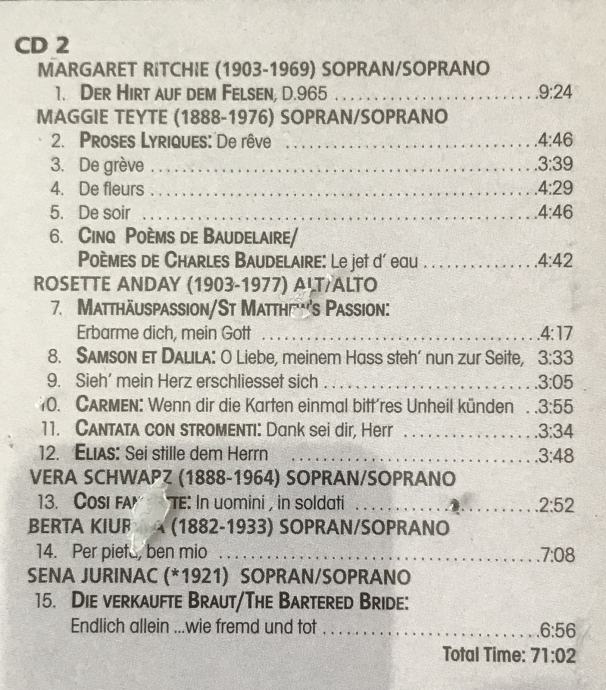 CD 2
MARGARET RITCHIE (1903-1969) SOPRAN/SOPRANO
1. DER HIRT AUF DEM FELSEN, D.965 ........................9:24
MAGGIE TEYTE (1888-1976) SOPRAN/SOPRANO
2. PROSES LYRIQUES: De rêve ........................4:46
3. De grève ........................3:39
4. De fleurs ........................4:29
5. De soir ........................4:46
6. CINQ POÈMS DE BAUDELAIRE/
POÈMES DE CHARLES BAUDELAIRE: Le jet d' eau ............4:42
ROSETTE ANDAY (1903-1977) ALT/ALTO
7. MATTHÄUSPASSION/ST MATTHEW'S PASSION:
Erbarme dich, mein Gott ........................4:17
8. SAMSON ET DALILA: O Liebe, meinem Hass steh' nun zur Seite, 3:33
9. Sieh' mein Herz erschliesset sich ........................3:05
10. CARMEN: Wenn dir die Karten einmal bitt'res Unheil künden ..3:55
11. CANTATA CON STROMENTI: Dank sei dir, Herr ................3:34
12. ELIAS: Sei stille dem Herrn ........................3:48
VERA SCHWARZ (1888-1964) SOPRAN/SOPRANO
13. COSI TE: In uomini, in soldati ........................2:52
BERTA (1882-1933) SOPRAN/SOPRANO
14. Per pietà, ben mio ........................7:08
SENA JURINAC (*1921) SOPRAN/SOPRANO
15. DIE VERKAUFTE BRAUT/THE BARTERED BRIDE:
Endlich allein ...wie fremd und tot ........................6:56
Total Time: 71:02